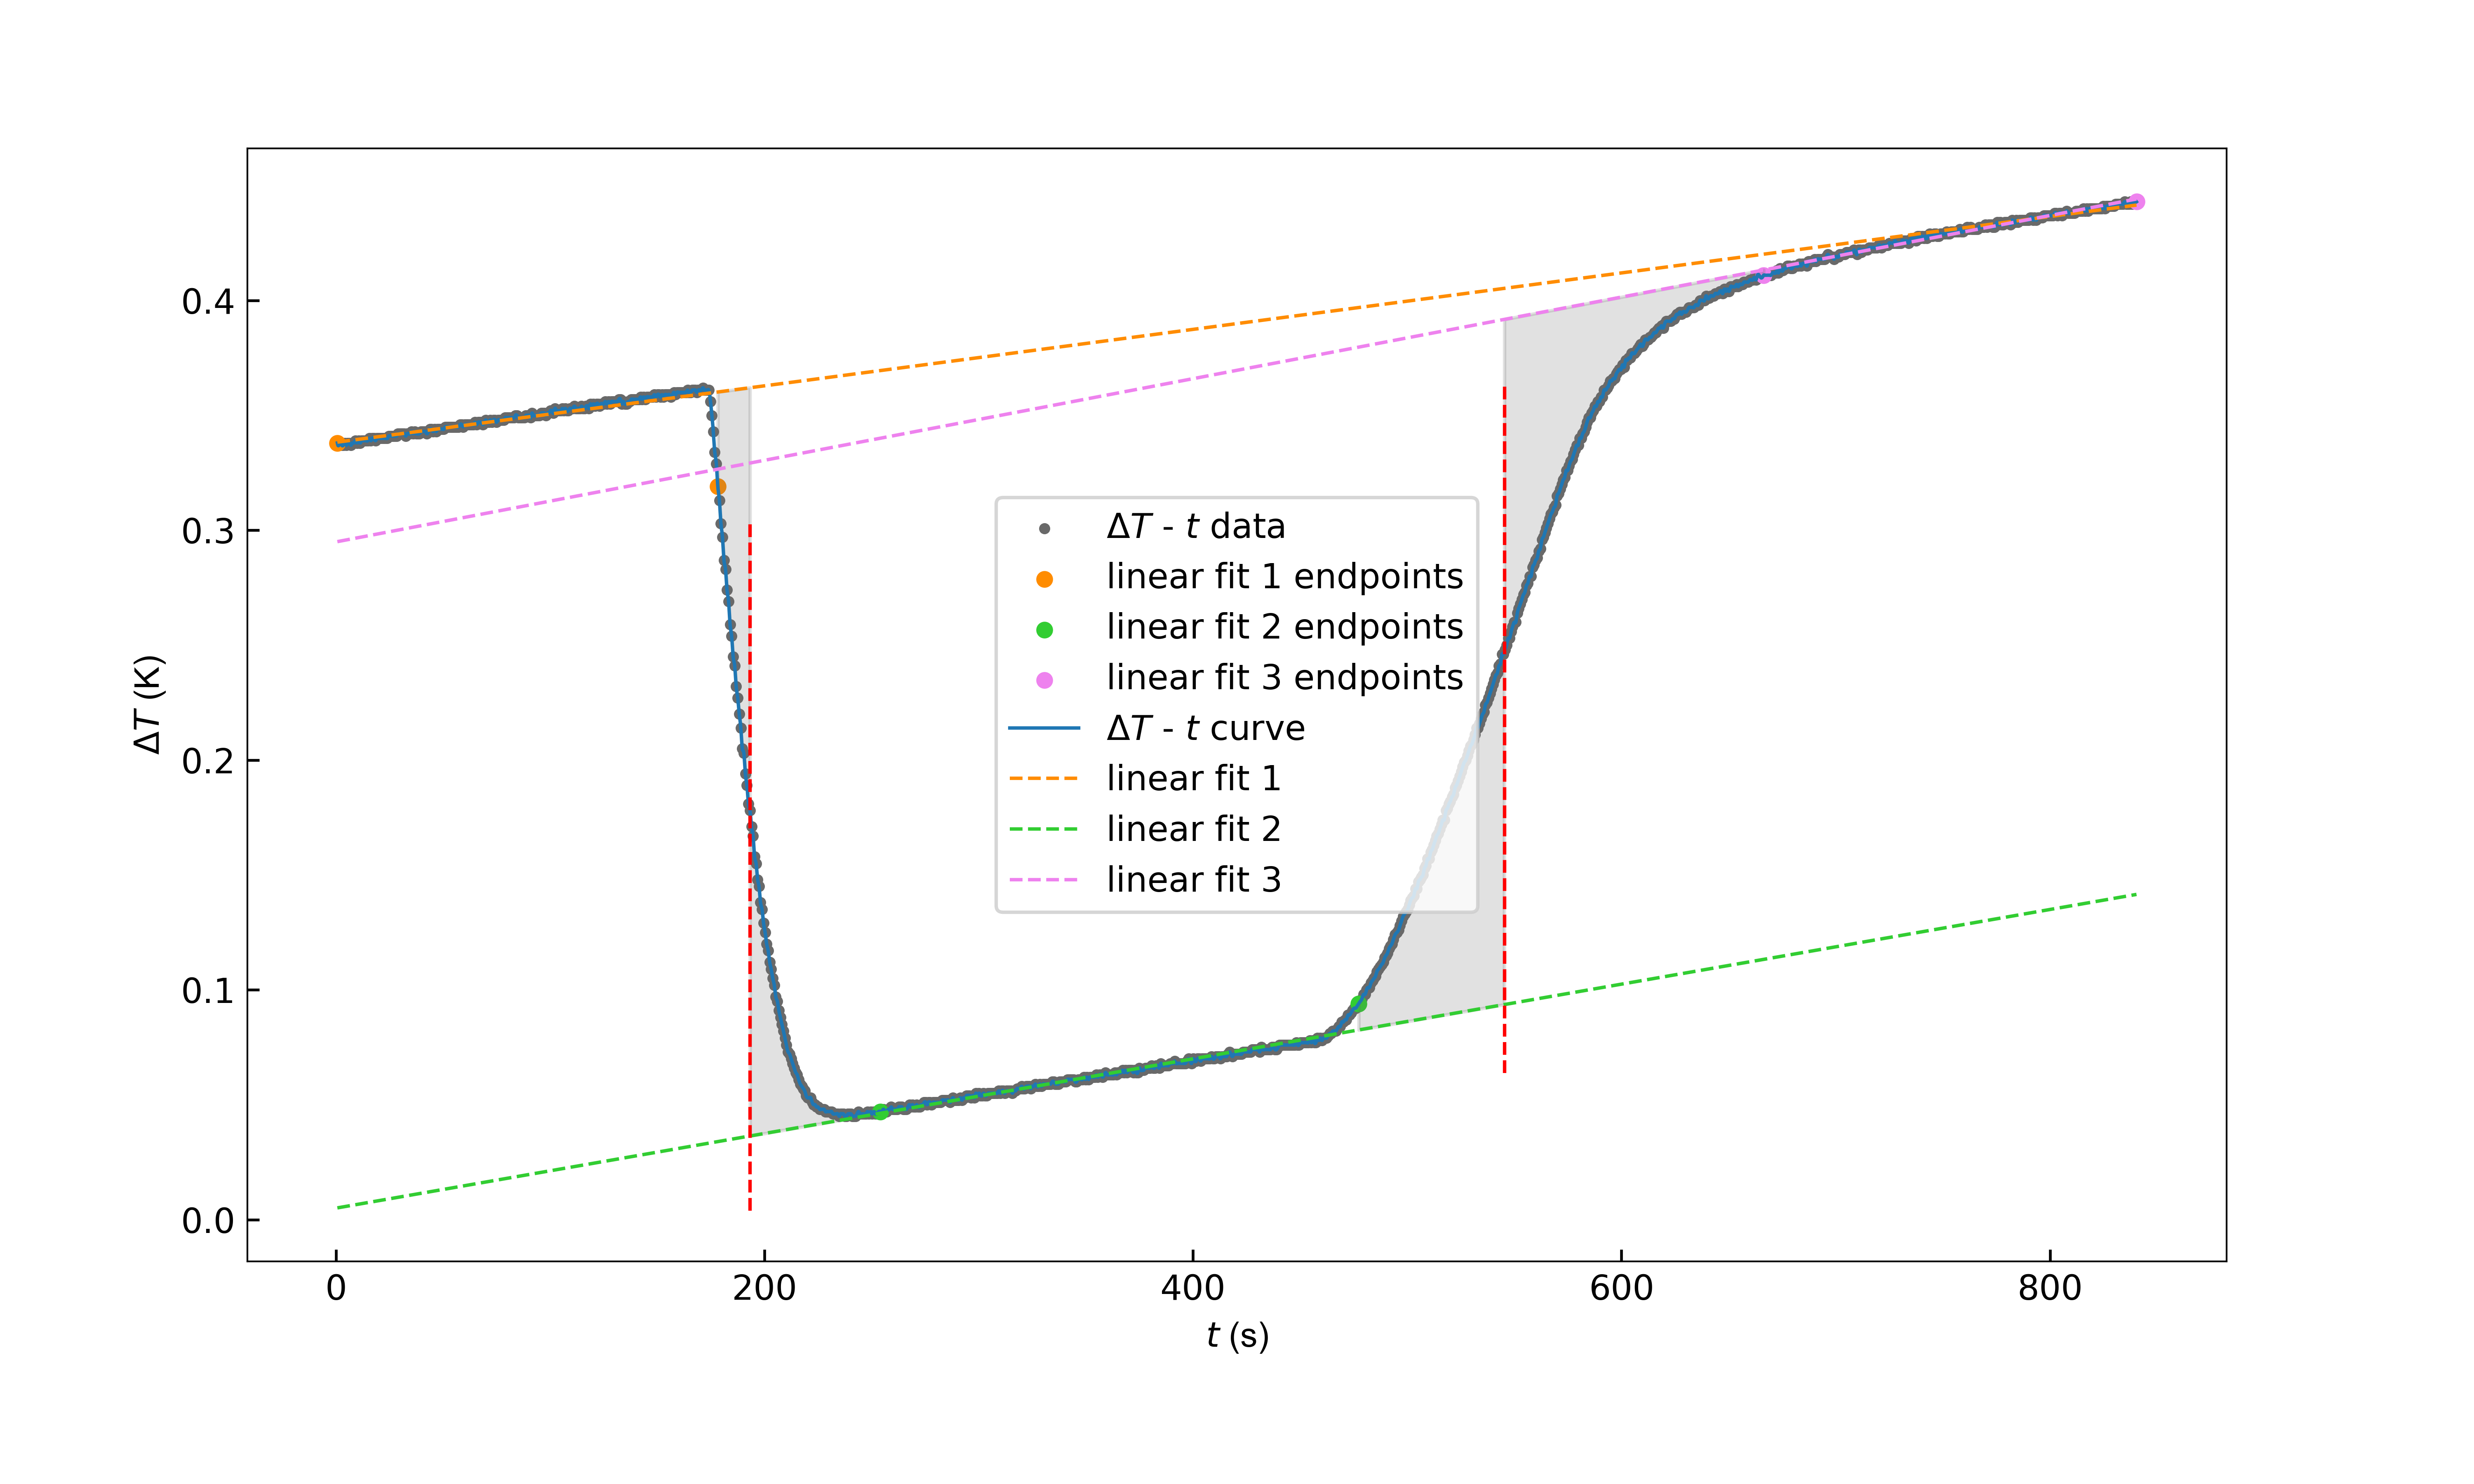 0.4
0.3
0.2
0.1
0.0
ΔT (K)
ΔT - t data
linear fit 1 endpoints
linear fit 2 endpoints
linear fit 3 endpoints
ΔT - t curve
linear fit 1
linear fit 2
linear fit 3
0 200 400 600 800
t (s)